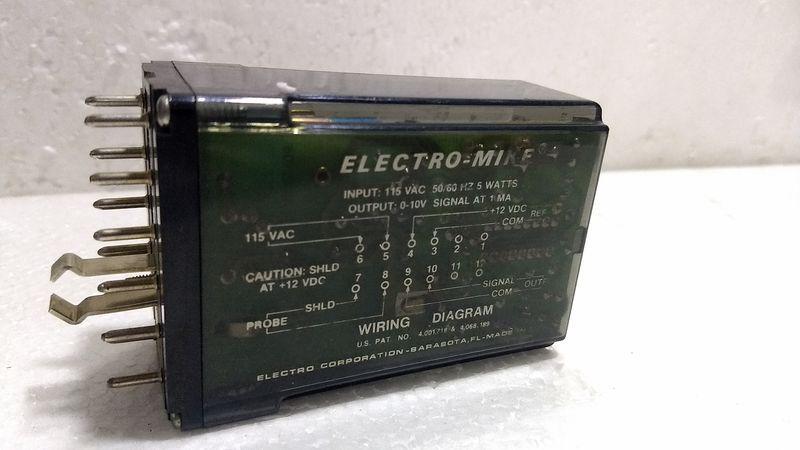 ELECTRO-MIKE
INPUT: 115 VAC 50/60 HZ 5 WATTS
OUTPUT: 0-10V SIGNAL AT 1 MA
+12 VDC REF
COM
115 VAC
6 5 4 3 2 1
CAUTION: SHLD
AT +12 VDC
7 8 9 10 11 12
SHLD
SIGNAL
COM
PROBE
WIRING DIAGRAM
U.S. PAT. NO. 4,001,718 & 4,068,189
ELECTRO CORPORATION-SARASOTA, FL-MADE